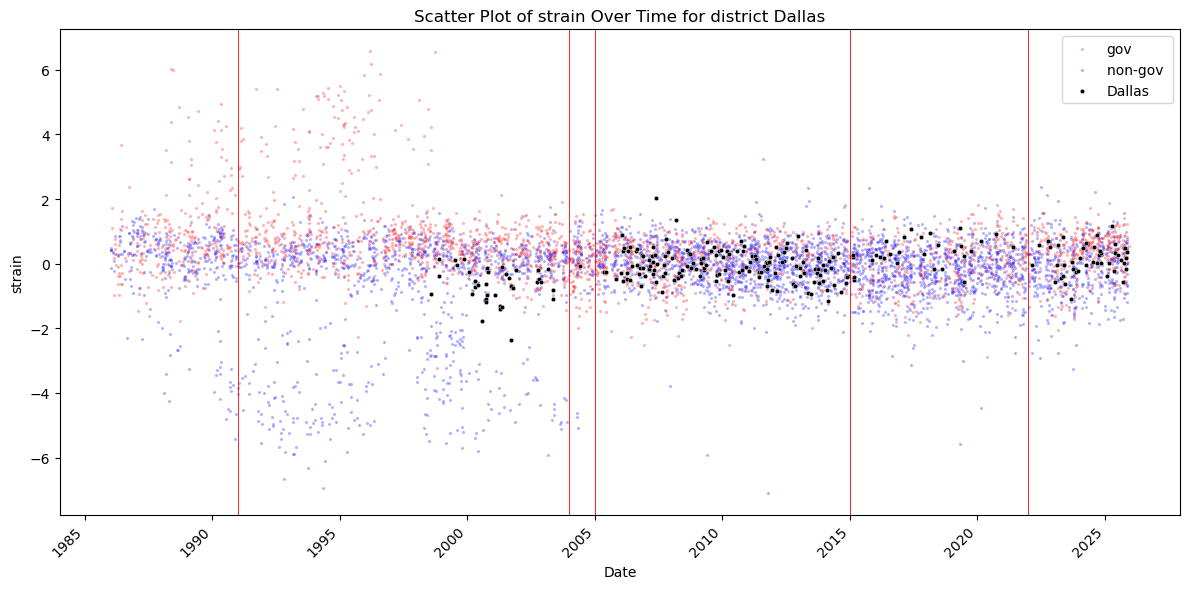 Scatter Plot of strain Over Time for district Dallas
gov
non-gov
Dallas
strain
6
4
2
0
−2
−4
−6
1985
1990
1995
2000
2005
2010
2015
2020
2025
Date